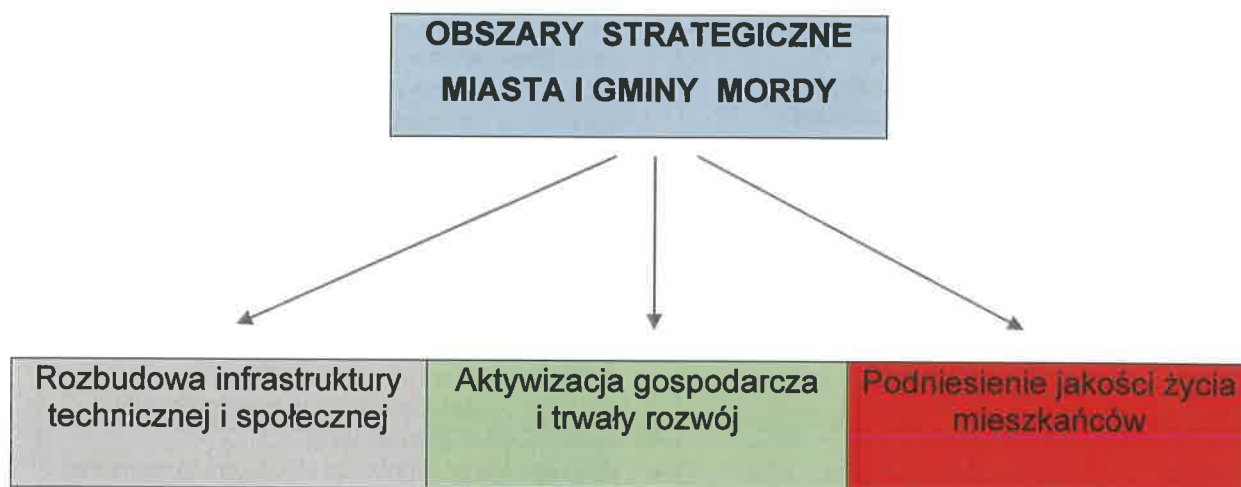 OBSZARY STRATEGICZNE
MIASTA I GMINY MORDY
Rozbudowa infrastruktury
technicznej i społecznej
Aktywizacja gospodarcza
i trwały rozwój
Podniesienie jakości życia
mieszkańców